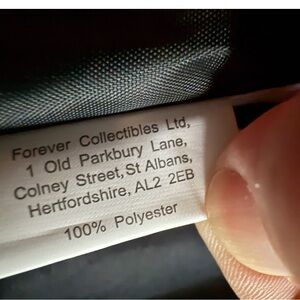 Forever Collectibles Ltd,
1 Old Parkbury Lane,
Colney Street, St Albans,
Hertfordshire, AL2 2EB
100% Polyester